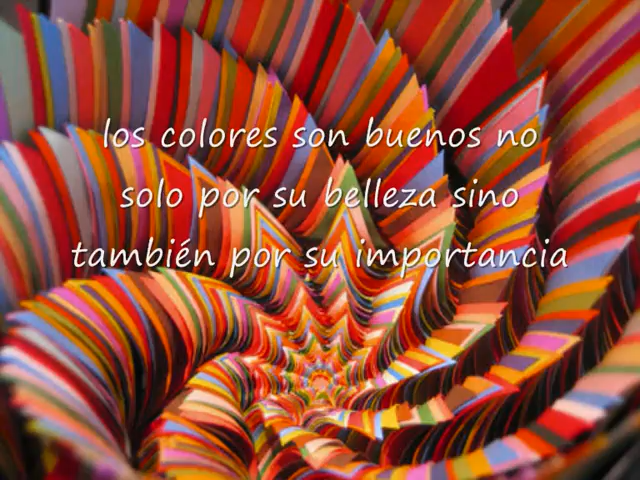 los colores son buenos no
solo por su belleza sino
también por su importancia